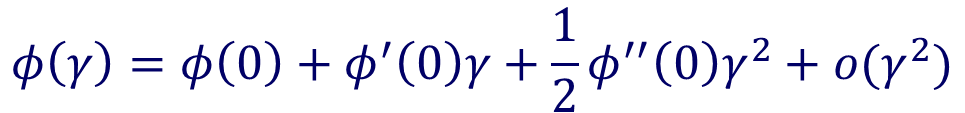 ϕ(γ) = ϕ(0) + ϕ′(0)γ + 1/2 ϕ′′(0)γ² + o(γ²)